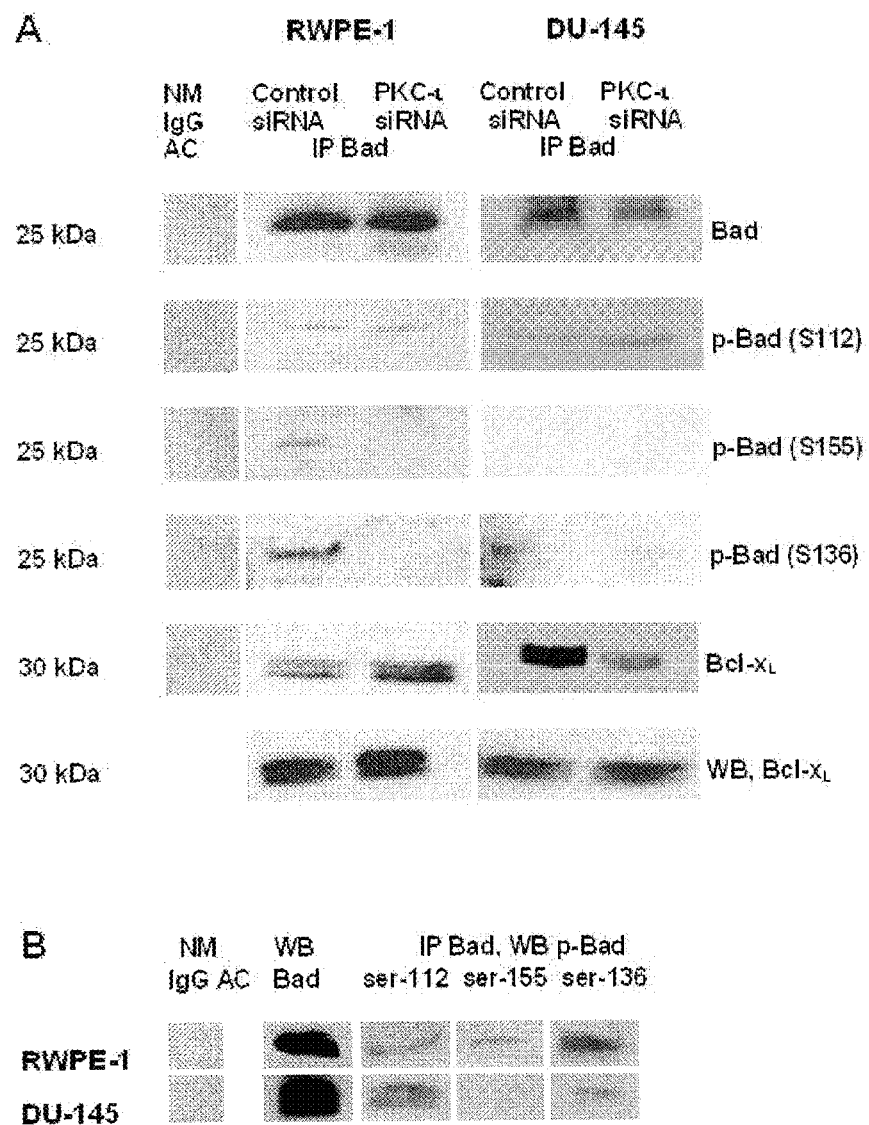 A
RWPE-1 DU-145
NM Control PKC-ι Control PKC-ι
IgG siRNA siRNA siRNA siRNA
AC IP Bad IP Bad
25 kDa Bad
25 kDa p-Bad (S112)
25 kDa p-Bad (S155)
25 kDa p-Bad (S136)
30 kDa Bcl-xL
30 kDa WB, Bcl-xL
B NM WB IP Bad, WB p-Bad
IgG AC Bad ser-112 ser-155 ser-136
RWPE-1
DU-145